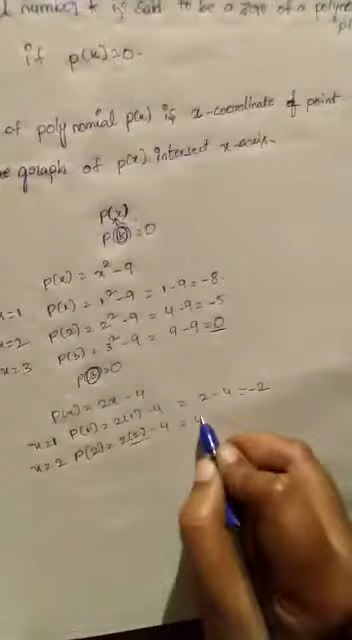 number k is said to be a zero of a
if p(k)=0.
of polynomial p(x) is x-coordinate of point
graph of p(x) intersect x-axis.
P(x)
P(k)=0
P(x) = x²-9
x=1 P(1) = 1²-9 = 1-9 = -8.
x=2 P(2) = 2²-9 = 4-9 = -5
x=3 P(3) = 3²-9 = 9-9 = 0
P(3)=0
P(x) = 2x-4
x=1 P(1) = 2(1)-4 = 2-4 = -2
x=2 P(2) = 2(2)-4 = 4